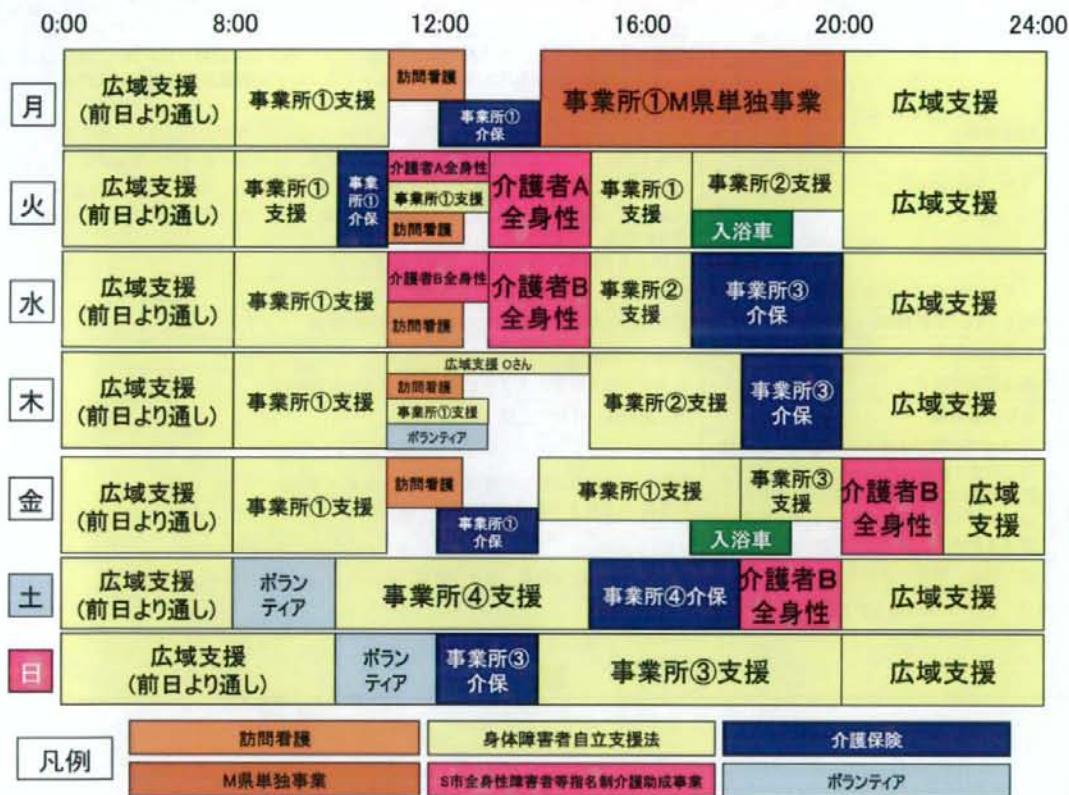 0:00 8:00 12:00 16:00 20:00 24:00
月
広域支援
(前日より通し)
事業所①支援
訪問看護
事業所①
介保
事業所①M県単独事業
広域支援
火
広域支援
(前日より通し)
事業所①
支援
事業
所①
介保
介護者A全身性
事業所①支援
訪問看護
介護者A
全身性
事業所①
支援
事業所②支援
入浴車
広域支援
水
広域支援
(前日より通し)
事業所①支援
介護者B全身性
訪問看護
介護者B
全身性
事業所②
支援
事業所③
介保
広域支援
木
広域支援
(前日より通し)
事業所①支援
広域支援 Oさん
訪問看護
事業所①支援
ボランティア
事業所②支援
事業所③
介保
広域支援
金
広域支援
(前日より通し)
事業所①支援
訪問看護
事業所①
介保
事業所①支援
事業所③
支援
入浴車
介護者B
全身性
広域
支援
土
広域支援
(前日より通し)
ボラン
ティア
事業所④支援
事業所④介保
介護者B
全身性
広域支援
日
広域支援
(前日より通し)
ボラン
ティア
事業所③
介保
事業所③支援
広域支援
凡例
訪問看護
身体障害者自立支援法
介護保険
M県単独事業
S市全身性障害者等指名制介護助成事業
ボランティア